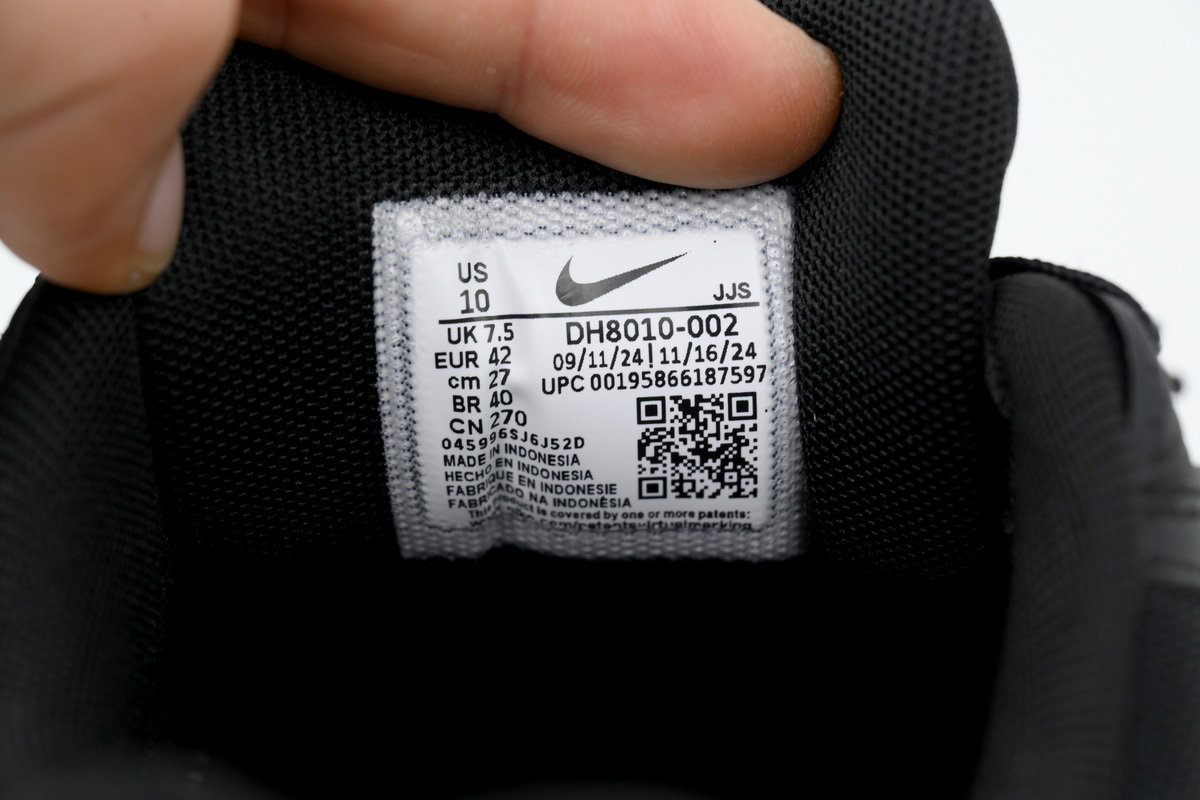 US
10
JJS
UK 7.5
EUR 42
cm 27
BR 40
CN 270
DH8010-002
09/11/24|11/16/24
UPC 00195866187597
045996SJ6J52D
MADE IN INDONESIA
HECHO EN INDONESIA
FABRIQUE EN INDONESIE
FABRICADO NA INDONÉSIA
This product is covered by one or more patents: